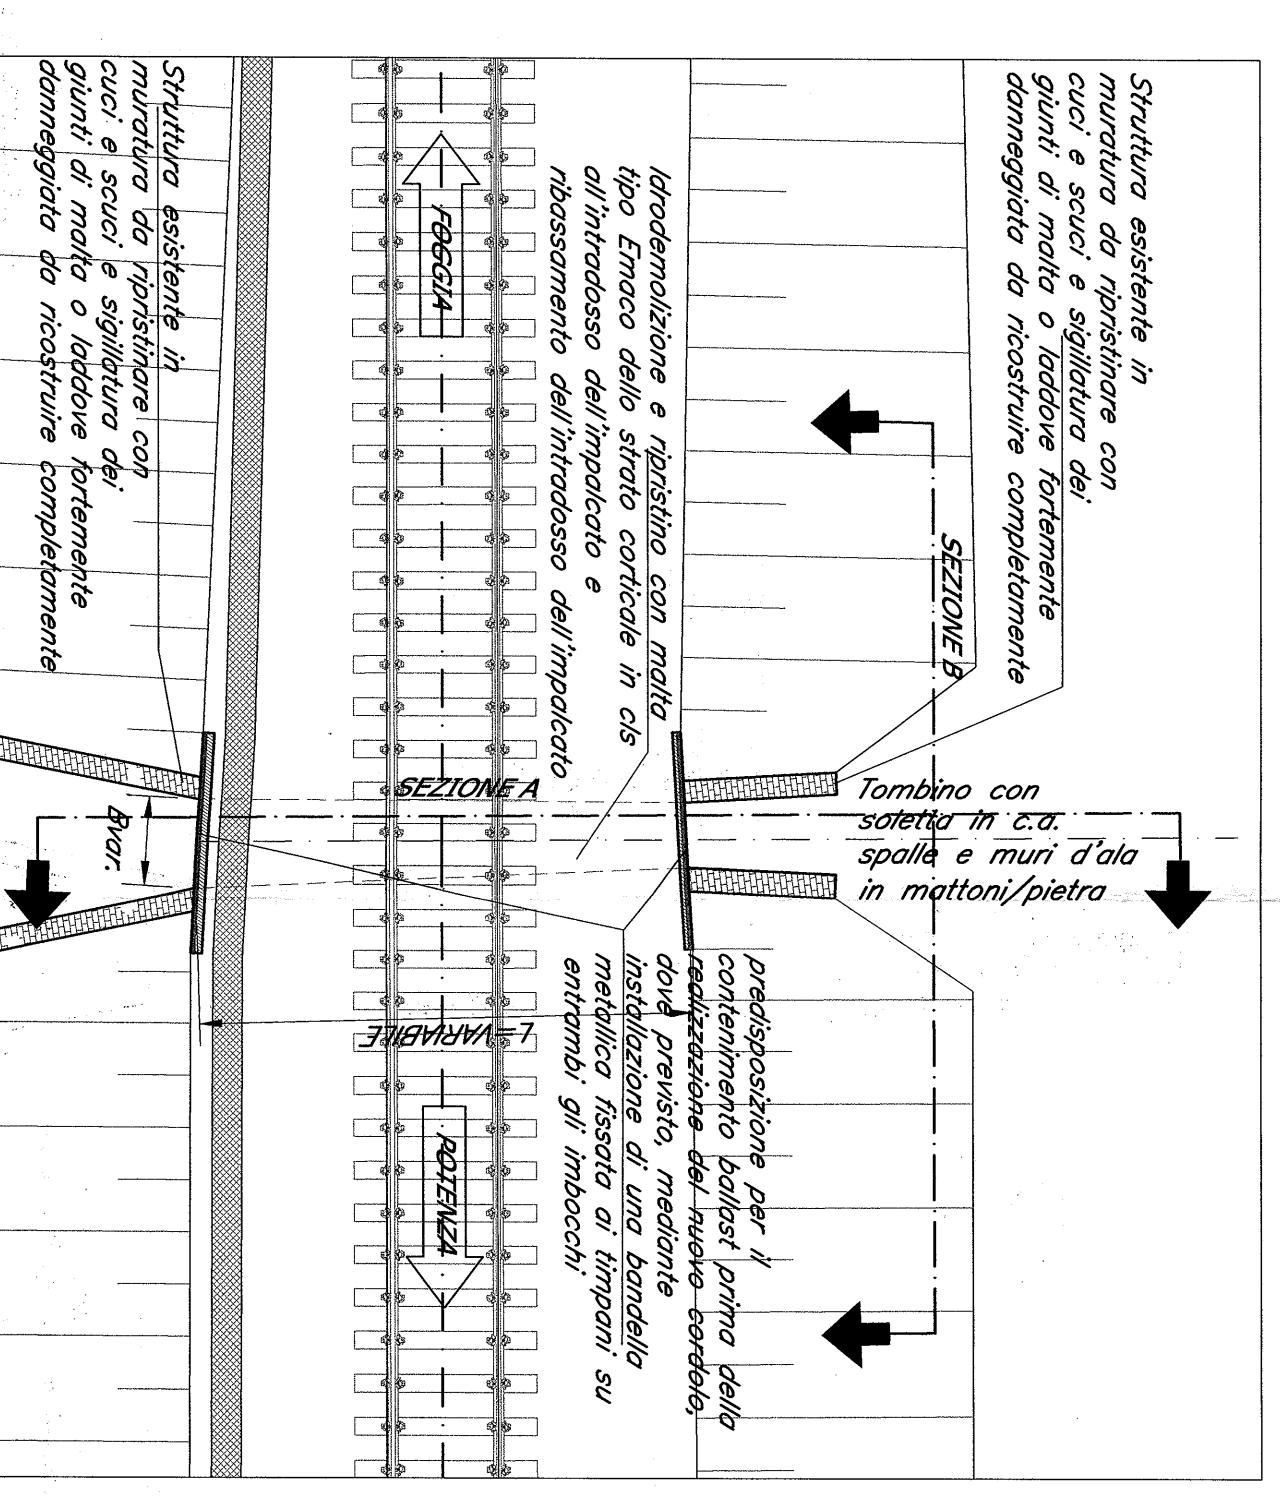 Struttura esistente in
muratura da ripristinare con
cuci e scuci e sigillatura dei
giunti di malta o laddove fortemente
danneggiata da ricostruire completamente
SEZIONE B
Idrodemolizione e ripristino con malta
tipo Emaco dello strato corticale in cls
all'intradosso dell'impalcato e
ribassamento dell'intradosso dell'impalcato
FOGGIA
Struttura esistente in
muratura da ripristinare con
cuci e scuci e sigillatura dei
giunti di malta o laddove fortemente
danneggiata da ricostruire completamente
SEZIONE A
Tombino con
soletta in c.a.
spalle e muri d'ala
in mattoni/pietra
Bvar.
L=VARIABILE
predisposizione per il
contenimento ballast prima della
realizzazione del nuovo cordolo,
dove previsto, mediante
installazione di una bandella
metallica fissata ai timpani su
entrambi gli imbocchi
POTENZA